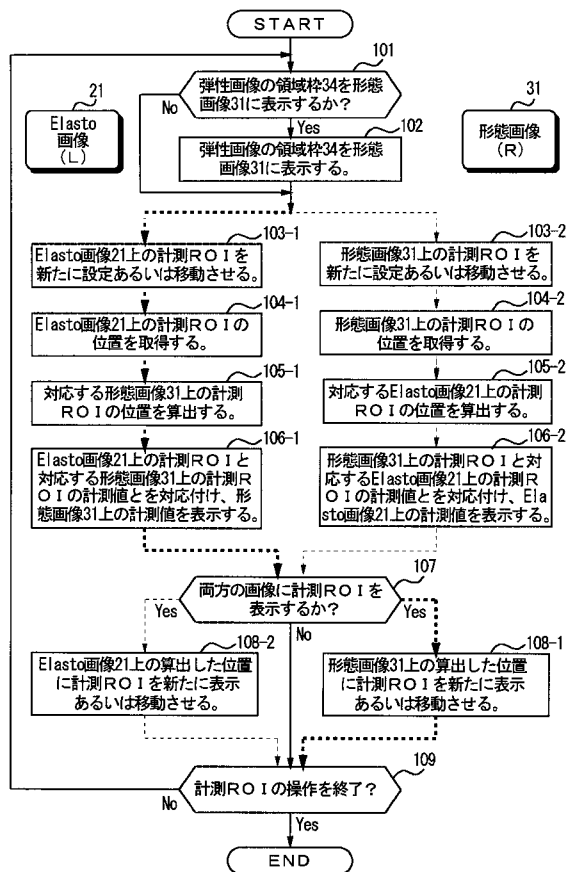 START
101
弾性画像の領域枠34を形態
画像31に表示するか？
No
Yes
21
Elasto
画像
(L)
31
形態画像
(R)
102
弾性画像の領域枠34を形態
画像31に表示する。
103-1
Elasto画像21上の計測ROIを
新たに設定あるいは移動させる。
103-2
形態画像31上の計測ROIを
新たに設定あるいは移動させる。
104-1
Elasto画像21上の計測ROIの
位置を取得する。
104-2
形態画像31上の計測ROIの
位置を取得する。
105-1
対応する形態画像31上の計測
ROIの位置を算出する。
105-2
対応するElasto画像21上の計測
ROIの位置を算出する。
106-1
Elasto画像21上の計測ROIと
対応する形態画像31上の計測R
OIの計測値とを対応付け、形
態画像31上の計測値を表示する。
106-2
形態画像31上の計測ROIと対
応するElasto画像21上の計測R
OIの計測値とを対応付け、Ela
sto画像21上の計測値を表示する。
107
両方の画像に計測ROIを
表示するか？
Yes
No
Yes
108-2
Elasto画像21上の算出した位置
に計測ROIを新たに表示
あるいは移動させる。
108-1
形態画像31上の算出した位置
に計測ROIを新たに表示
あるいは移動させる。
109
計測ROIの操作を終了？
No
Yes
END